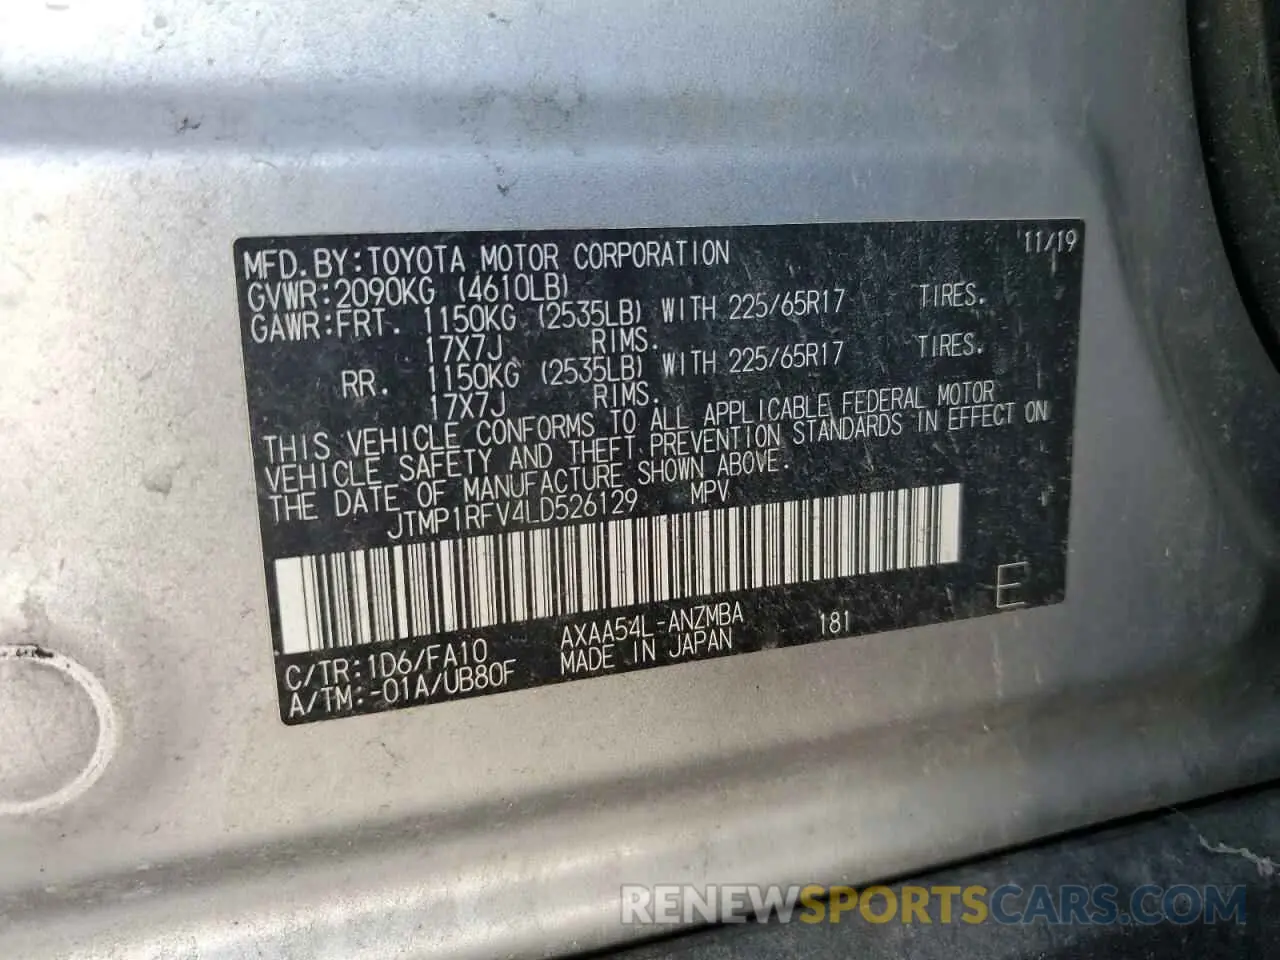 MFD.BY:TOYOTA MOTOR CORPORATION 11/19
GVWR:2090KG (4610LB)
GAWR:FRT. 1150KG (2535LB) WITH 225/65R17 TIRES.
17X7J RIMS.
RR. 1150KG (2535LB) WITH 225/65R17 TIRES.
17X7J RIMS.
THIS VEHICLE CONFORMS TO ALL APPLICABLE FEDERAL MOTOR
VEHICLE SAFETY AND THEFT PREVENTION STANDARDS IN EFFECT ON
THE DATE OF MANUFACTURE SHOWN ABOVE.
JTMP1RFV4LD526129 MPV
C/TR:1D6/FA10 AXAA54L-ANZMBA 181 E
A/TM:-01A/UB80F MADE IN JAPAN
RENEWSPORTSCARS.COM